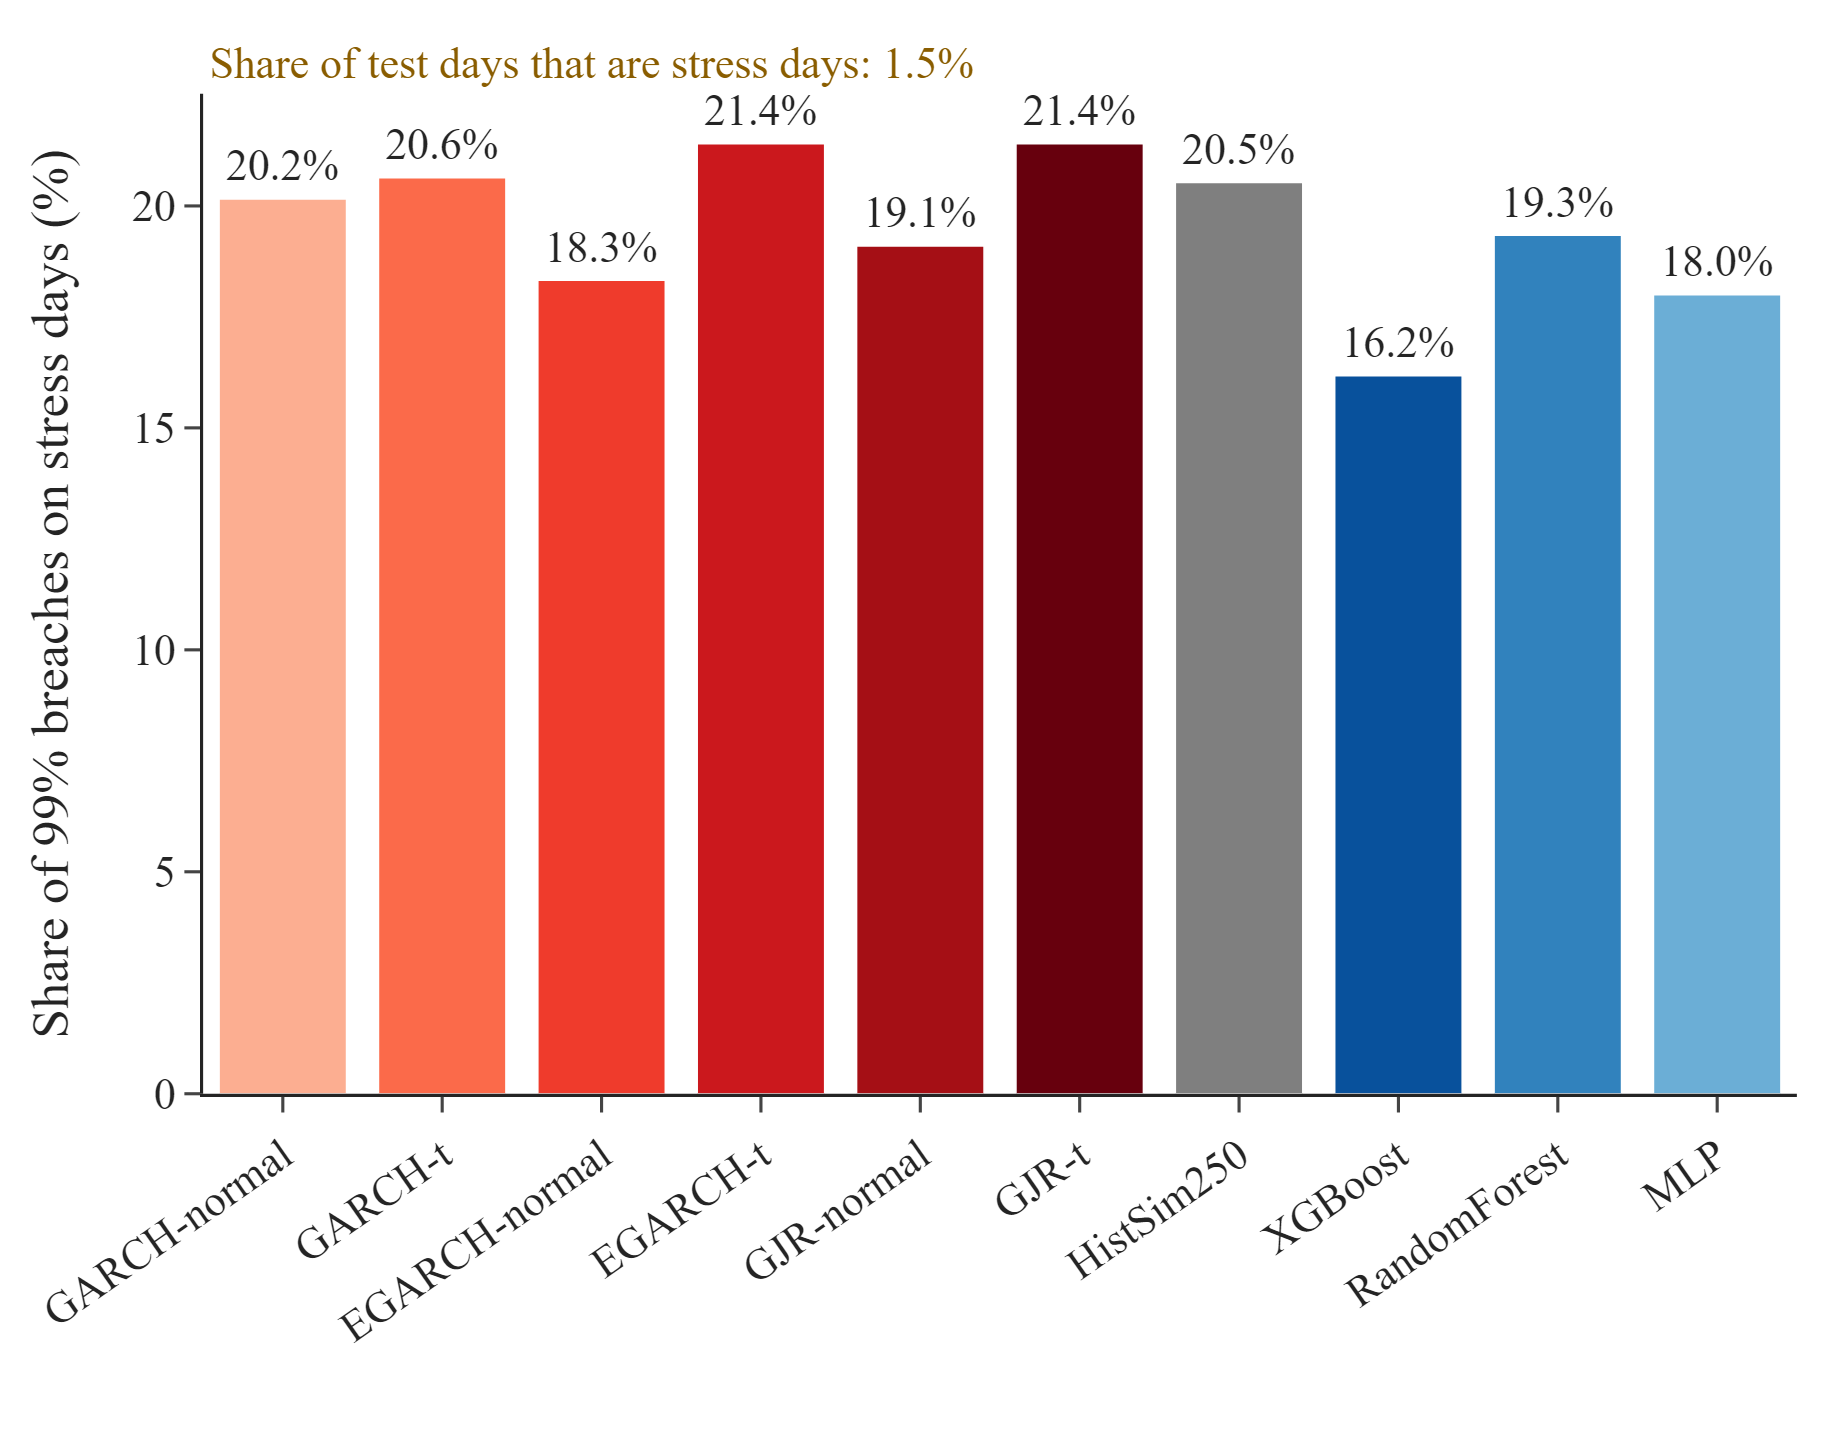 Share of test days that are stress days: 1.5%
Share of 99% breaches on stress days (%)
20
15
10
5
0
20.2%
20.6%
18.3%
21.4%
19.1%
21.4%
20.5%
16.2%
19.3%
18.0%
GARCH-normal
GARCH-t
EGARCH-normal
EGARCH-t
GJR-normal
GJR-t
HistSim250
XGBoost
RandomForest
MLP